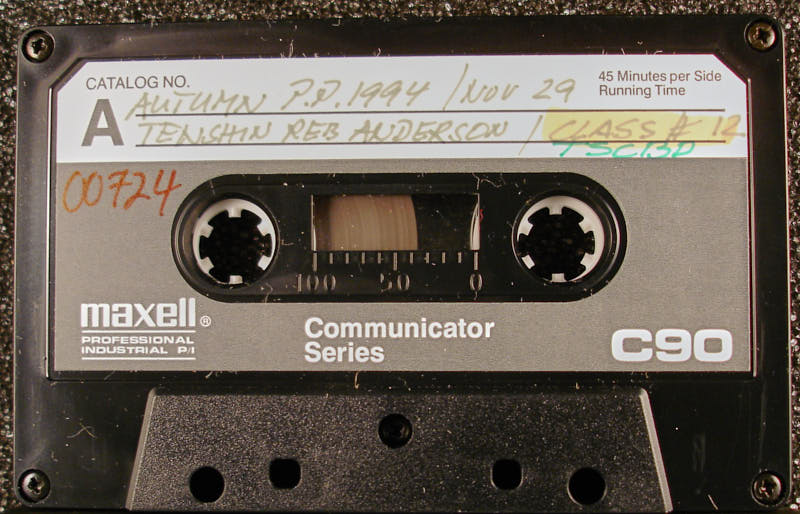 CATALOG NO.
45 Minutes per Side
Running Time
A
AUTUMN P.P. 1994 / NOV 29
TENSHIN REB ANDERSON / CLASS # 12
TSC13D
00724
100 50 0
maxell®
PROFESSIONAL
INDUSTRIAL P/I
Communicator
Series
C90